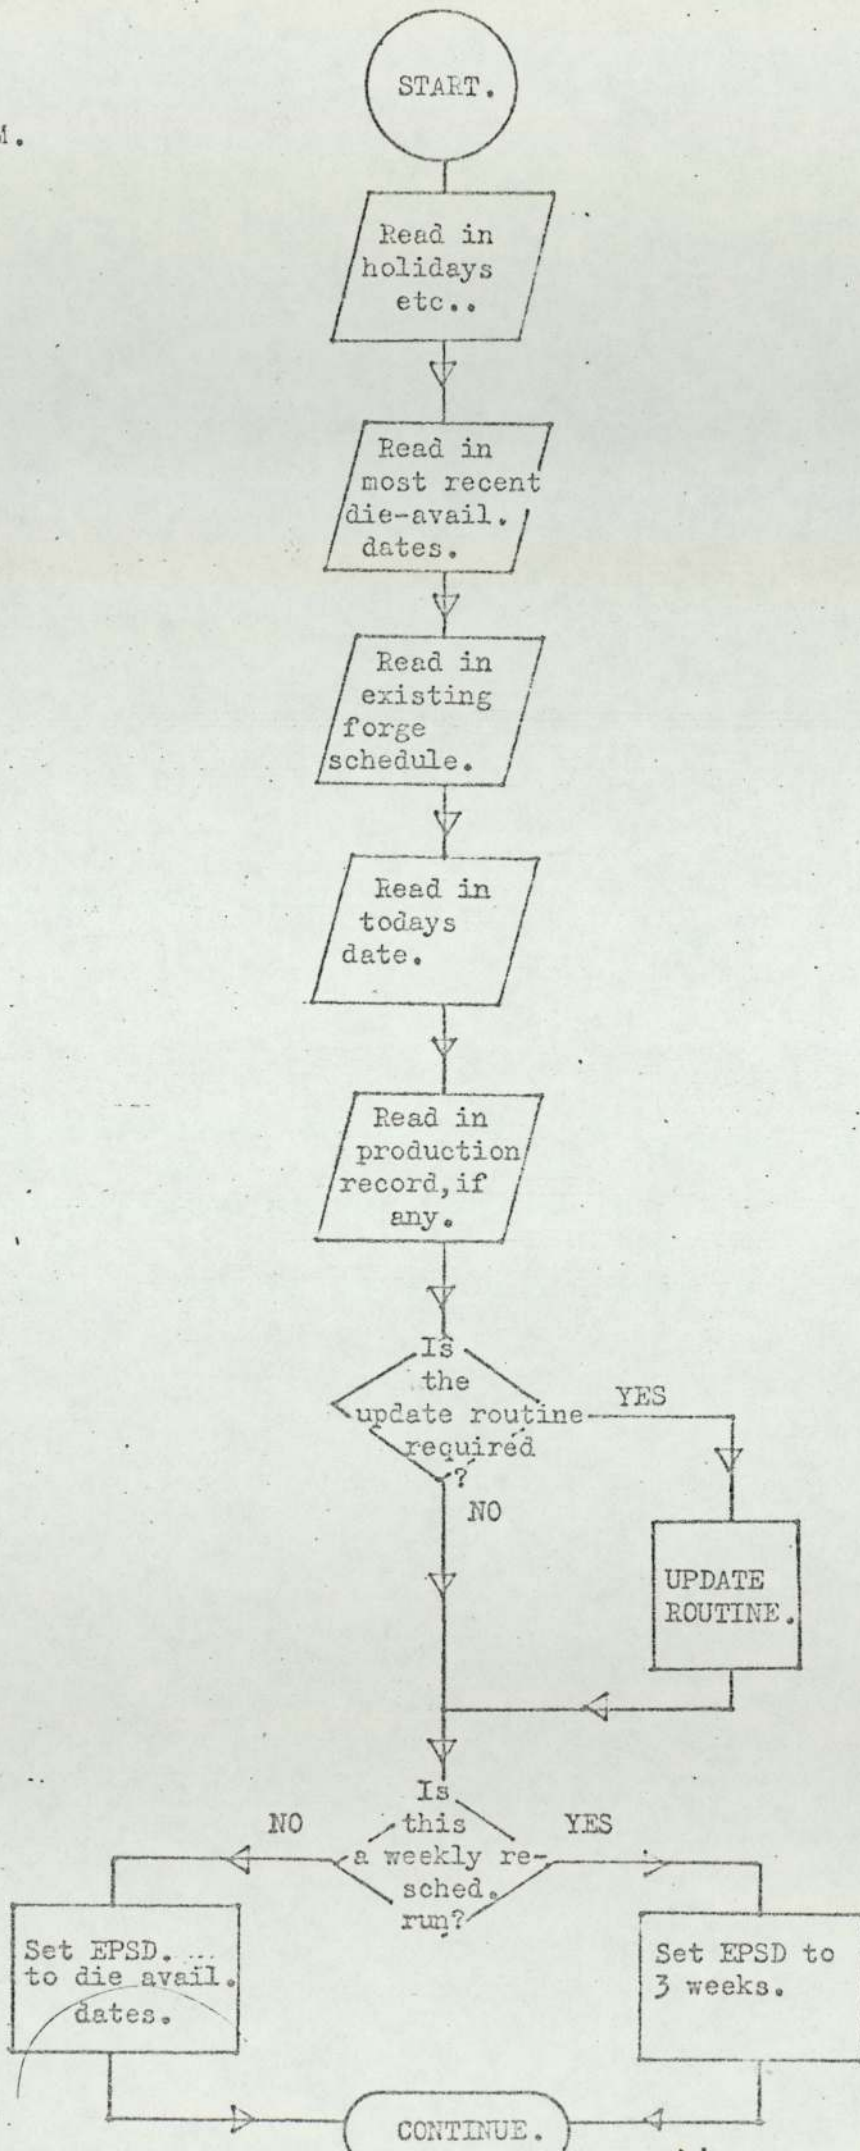 START.
M.
Read in
holidays
etc..
Read in
most recent
die-avail.
dates.
Read in
existing
forge
schedule.
Read in
todays
date.
Read in
production
record,if
any.
Is
the
update routine
required
?
YES
NO
UPDATE
ROUTINE.
Is
this
a weekly re-
sched.
run?
NO
YES
Set EPSD.
to die avail.
dates.
Set EPSD to
3 weeks.
CONTINUE.